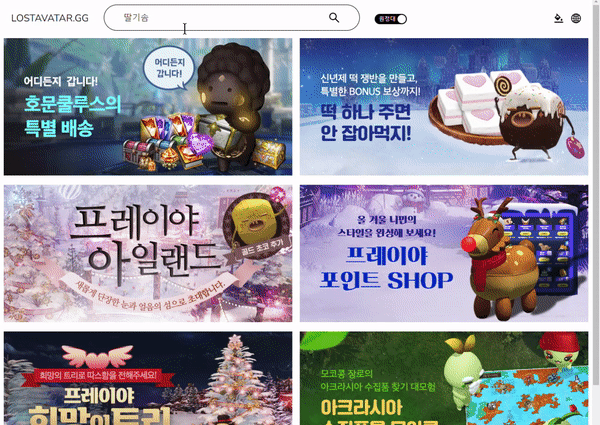 LOSTAVATAR.GG
딸기숨
원정대
어디든지 갑니다!
호문쿨루스의
특별 배송
어디든지
갑니다!
신년제 떡 쟁반을 만들고,
특별한 BONUS 보상까지!
떡 하나 주면
안 잡아먹지!
프레이야
아일랜드
골드 초코 추가
새롭게 단장한 눈과 얼음의 섬으로 초대합니다.
올 겨울 나만의
스타일을 완성해 보세요!
프레이야
포인트 SHOP
희망의 트리로 따스함을 전해주세요!
프레이야
희망의 트리
모코콩 장로의
아크라시아 수집품 찾기 대모험
아크라시아